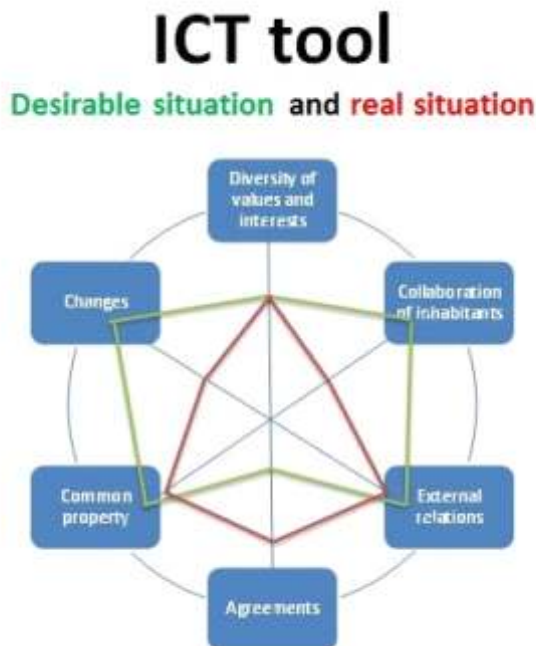 ICT tool
Desirable situation and real situation
Diversity of
values and
interests
Changes
Collaboration
of inhabitants
Common
property
External
relations
Agreements